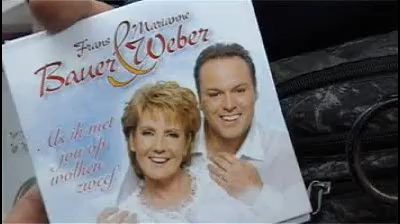 Frans & Marianne
Bauer Weber
Als ik met
jou op
wolken
zweef